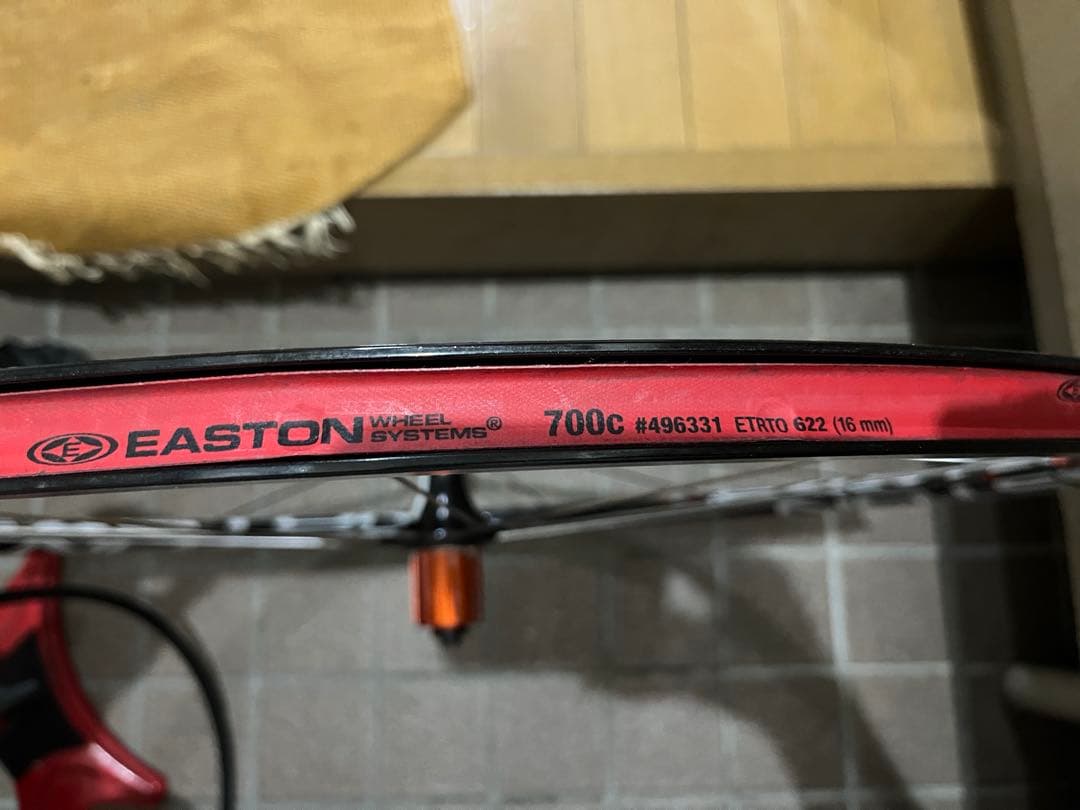 EASTON WHEEL SYSTEMS® 700c #496331 ETRTO 622 (16 mm)